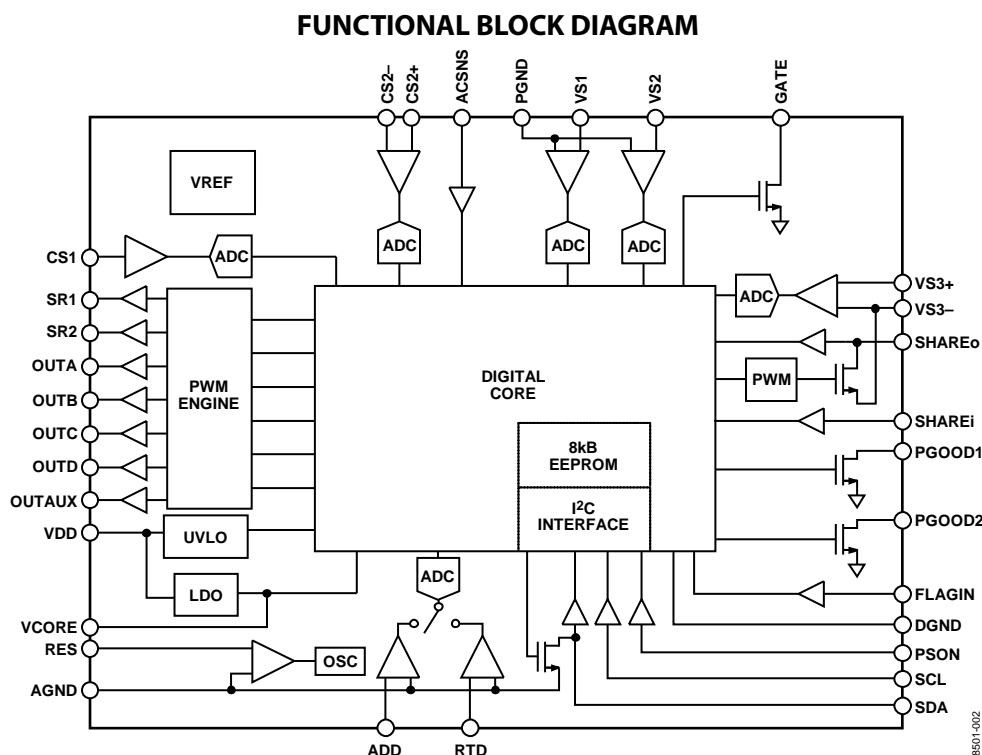 FUNCTIONAL BLOCK DIAGRAM
CS2–
CS2+
ACSNS
PGND
VS1
VS2
GATE
VREF
CS1
ADC
ADC
ADC
ADC
ADC
VS3+
VS3–
SR1
SR2
OUTA
OUTB
OUTC
OUTD
OUTAUX
PWM
ENGINE
DIGITAL
CORE
8kB
EEPROM
I2C
INTERFACE
PWM
SHAREo
SHAREi
PGOOD1
PGOOD2
FLAGIN
DGND
PSON
SCL
SDA
VDD
UVLO
LDO
VCORE
RES
AGND
OSC
ADC
ADD
RTD
8501-002